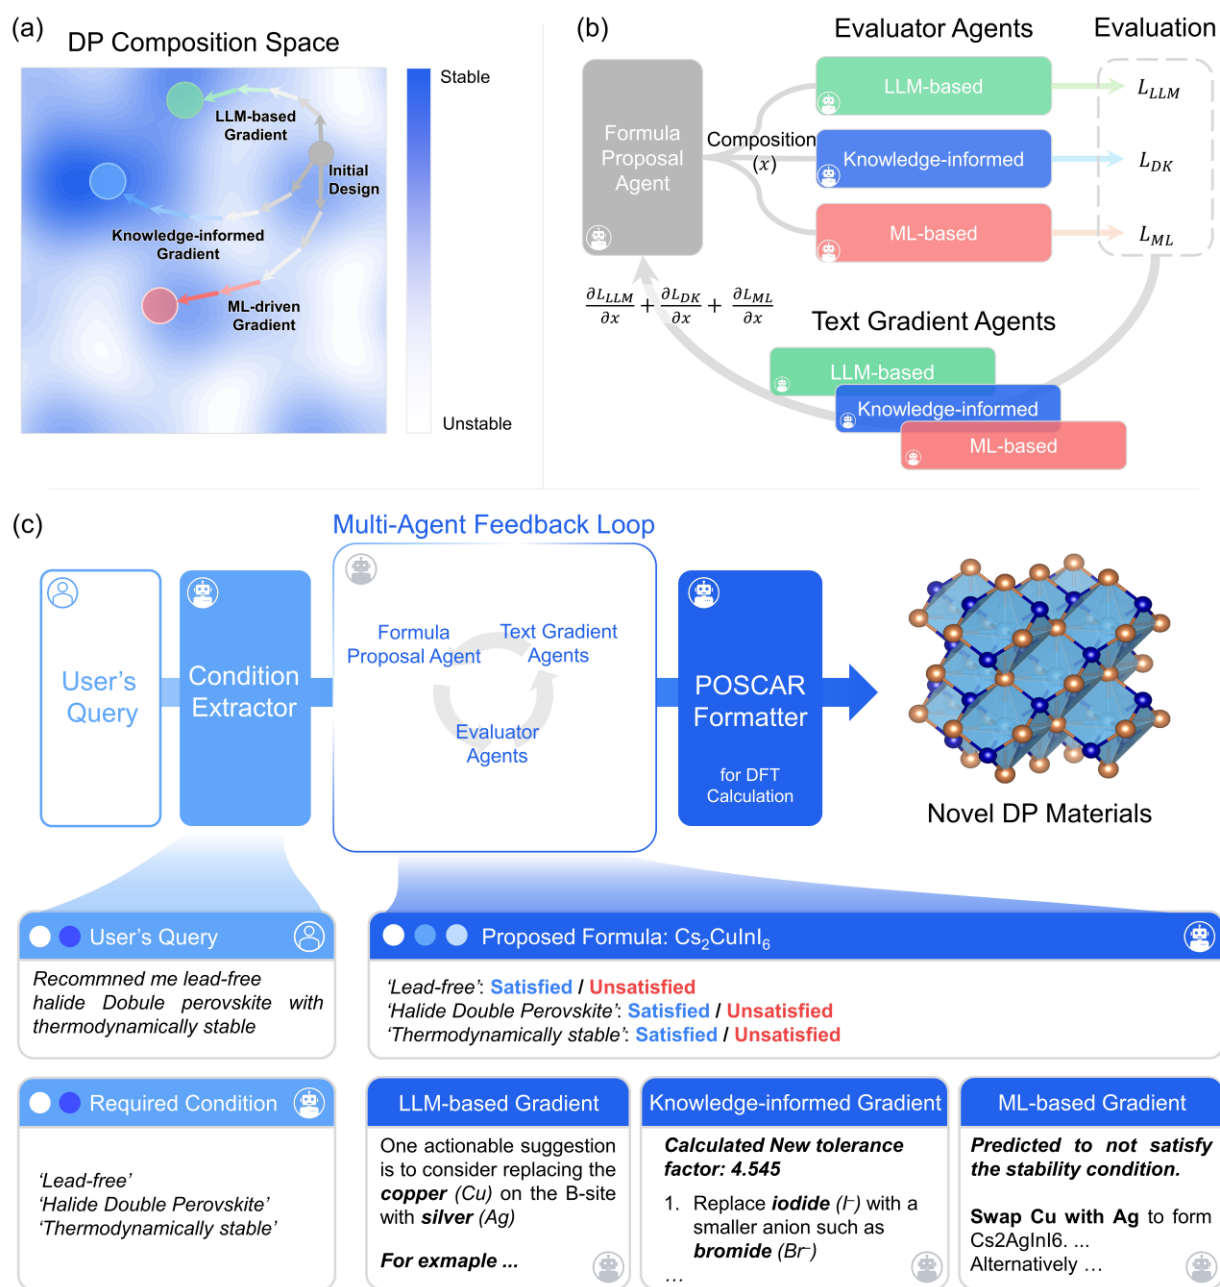 (a)
DP Composition Space
Stable
Unstable
LLM-based
Gradient
Initial
Design
Knowledge-informed
Gradient
ML-driven
Gradient
(b)
Evaluator Agents
Evaluation
Formula
Proposal
Agent
Composition
(x)
LLM-based
Knowledge-informed
ML-based
L_LLM
L_DK
L_ML
∂L_LLM/∂x + ∂L_DK/∂x + ∂L_ML/∂x
Text Gradient Agents
LLM-based
Knowledge-informed
ML-based
(c)
Multi-Agent Feedback Loop
User's
Query
Condition
Extractor
Formula
Proposal Agent
Text Gradient
Agents
Evaluator
Agents
POSCAR
Formatter
for DFT
Calculation
Novel DP Materials
User's Query
Recommned me lead-free
halide Dobule perovskite with
thermodynamically stable
Proposed Formula: Cs₂CuInI₆
‘Lead-free’: Satisfied / Unsatisfied
‘Halide Double Perovskite’: Satisfied / Unsatisfied
‘Thermodynamically stable’: Satisfied / Unsatisfied
Required Condition
‘Lead-free’
‘Halide Double Perovskite’
‘Thermodynamically stable’
LLM-based Gradient
One actionable suggestion
is to consider replacing the
copper (Cu) on the B-site
with silver (Ag)
For exmaple ...
Knowledge-informed Gradient
Calculated New tolerance
factor: 4.545
1. Replace iodide (I⁻) with a
smaller anion such as
bromide (Br⁻)
…
ML-based Gradient
Predicted to not satisfy
the stability condition.
Swap Cu with Ag to form
Cs2AgInI6. ...
Alternatively …